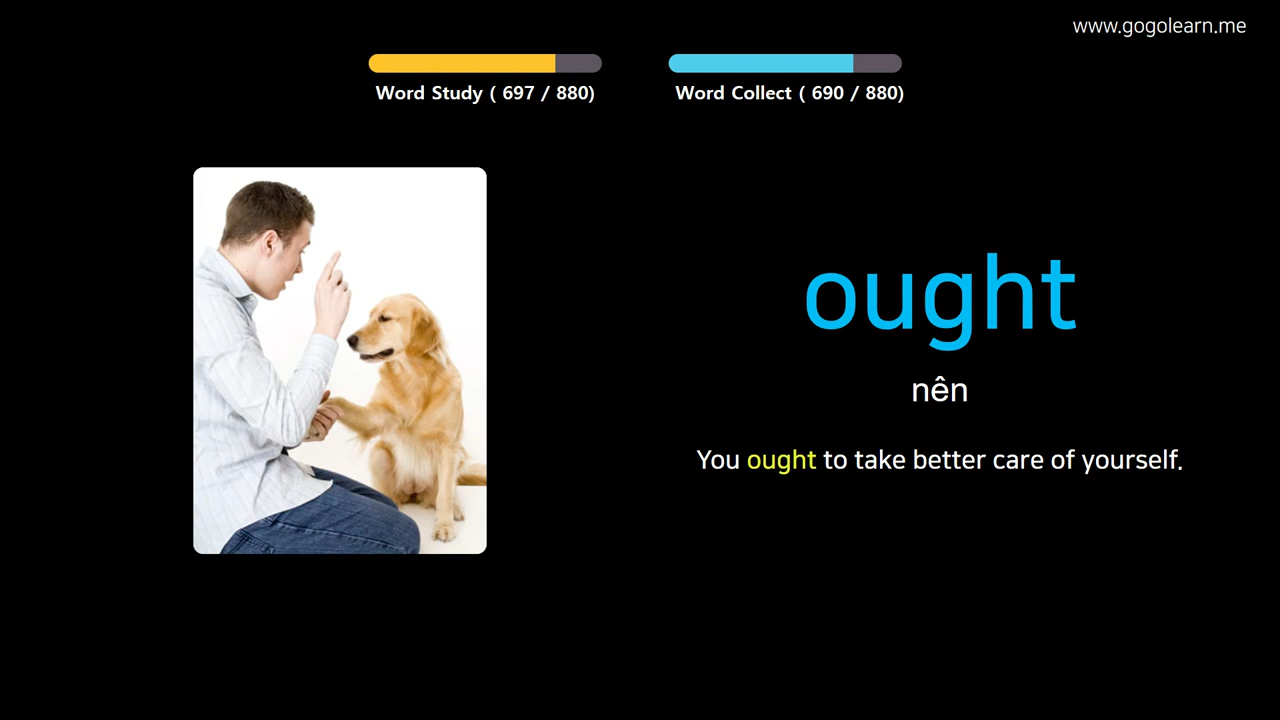 www.gogolearn.me
Word Study ( 697 / 880)
Word Collect ( 690 / 880)
ought
nên
You ought to take better care of yourself.